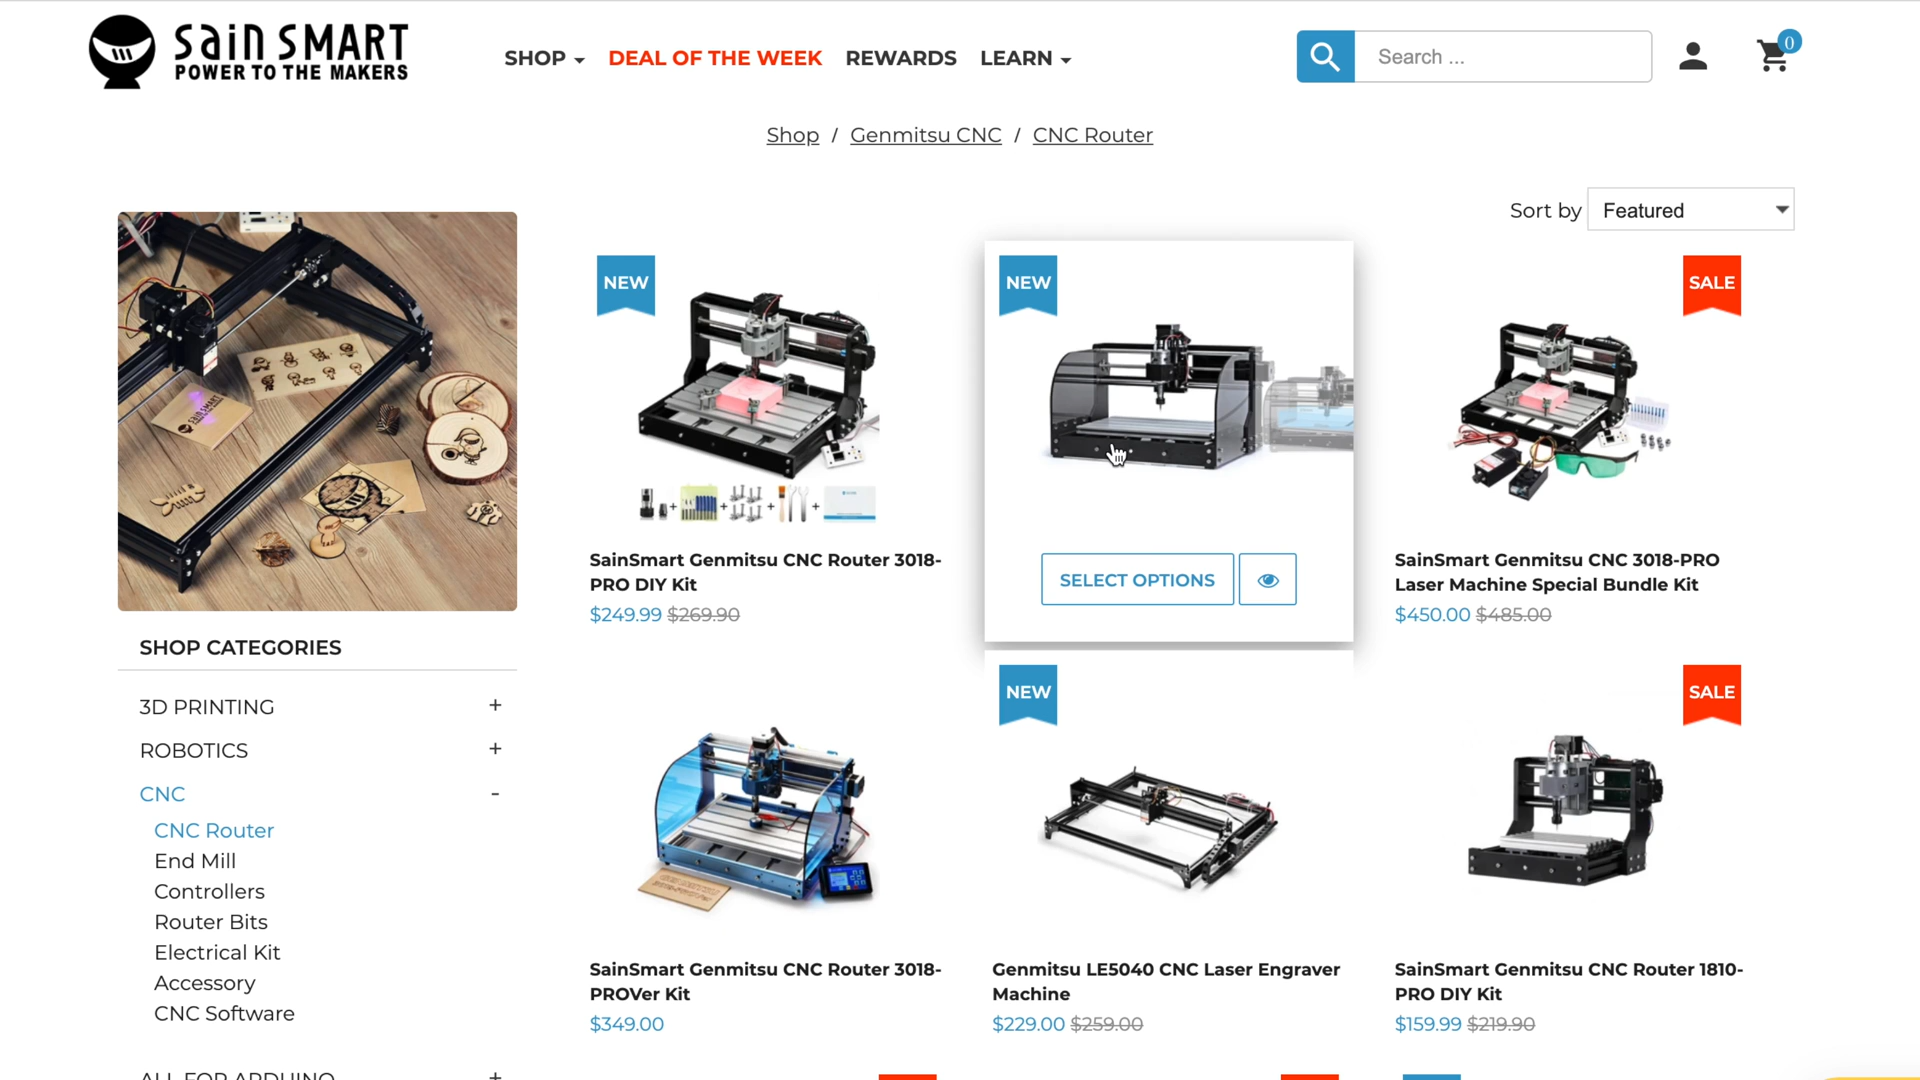 Sain SMART
POWER TO THE MAKERS
SHOP
DEAL OF THE WEEK
REWARDS
LEARN
Search ...
0
Shop / Genmitsu CNC / CNC Router
Sort by Featured
NEW
NEW
SALE
SainSmart Genmitsu CNC Router 3018-
PRO DIY Kit
$249.99 $269.90
SELECT OPTIONS
SainSmart Genmitsu CNC 3018-PRO
Laser Machine Special Bundle Kit
$450.00 $485.00
SHOP CATEGORIES
3D PRINTING +
ROBOTICS +
CNC -
CNC Router
End Mill
Controllers
Router Bits
Electrical Kit
Accessory
CNC Software
ALL FOR ARDUINO +
NEW
SALE
SainSmart Genmitsu CNC Router 3018-
PROVer Kit
$349.00
Genmitsu LE5040 CNC Laser Engraver
Machine
$229.00 $259.00
SainSmart Genmitsu CNC Router 1810-
PRO DIY Kit
$159.99 $219.90